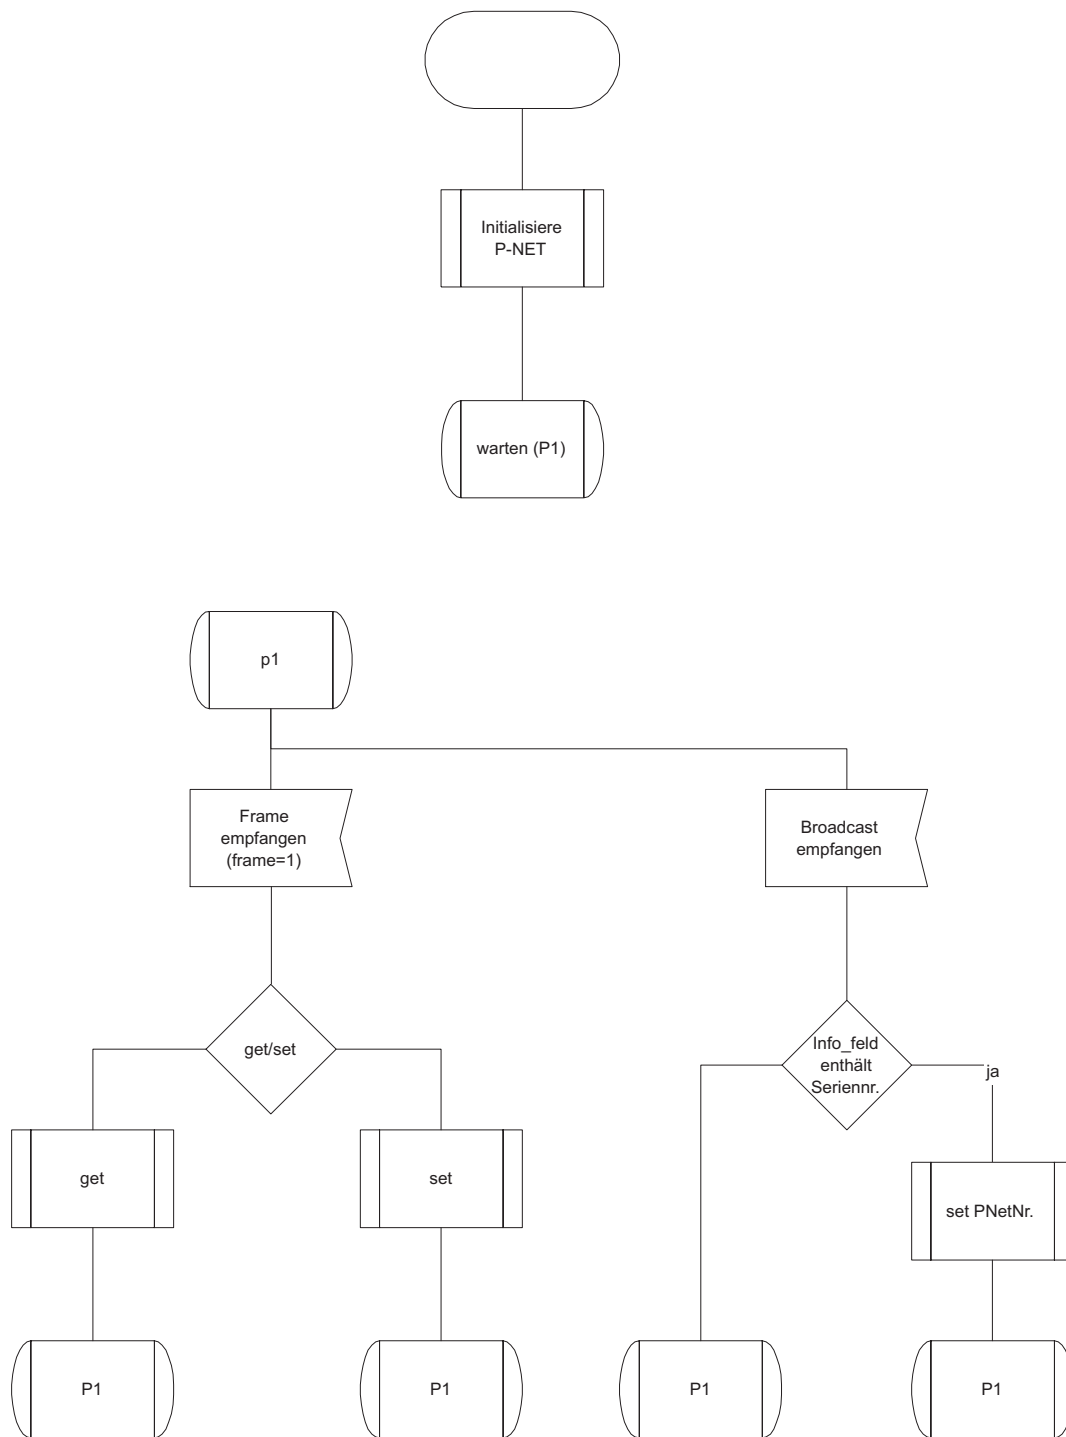 Initialisiere
P-NET
warten (P1)
p1
Frame
empfangen
(frame=1)
Broadcast
empfangen
get/set
Info_feld
enthält
Seriennr.
ja
get
set
set PNetNr.
P1
P1
P1
P1